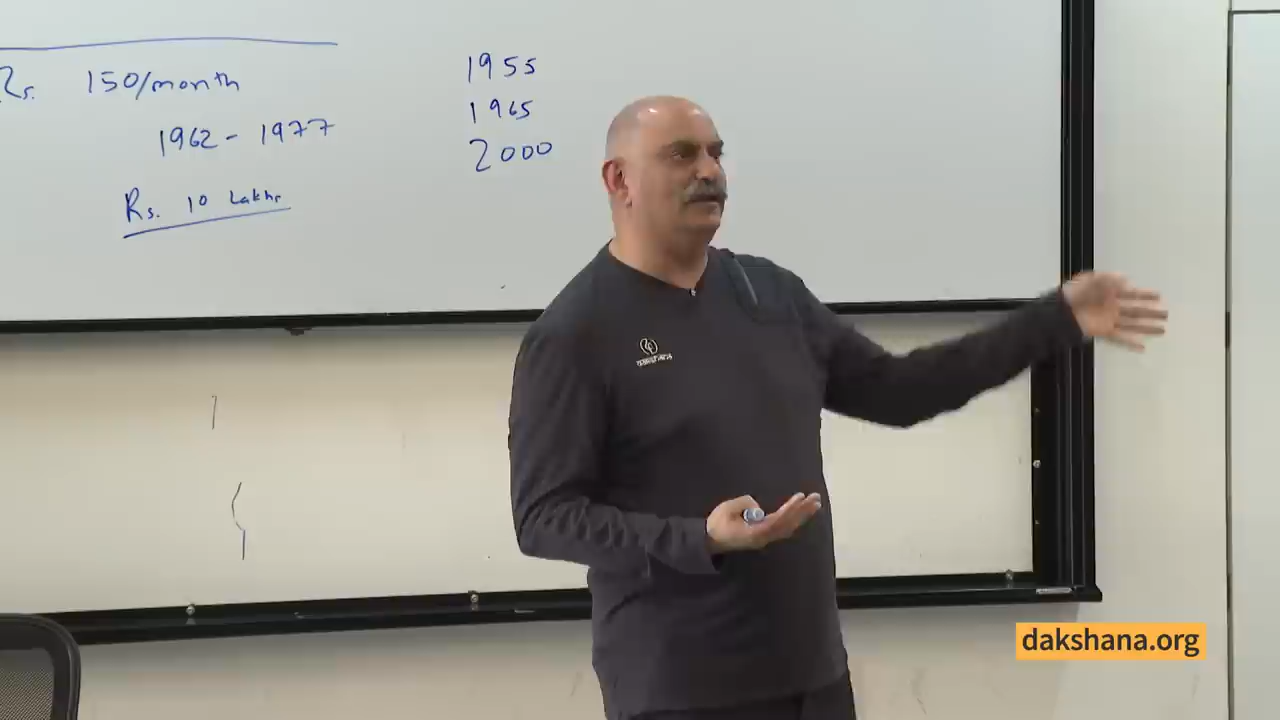 Rs. 150/month
1962 - 1977
Rs. 10 Lakhs
1955
1965
2000
dakshana.org